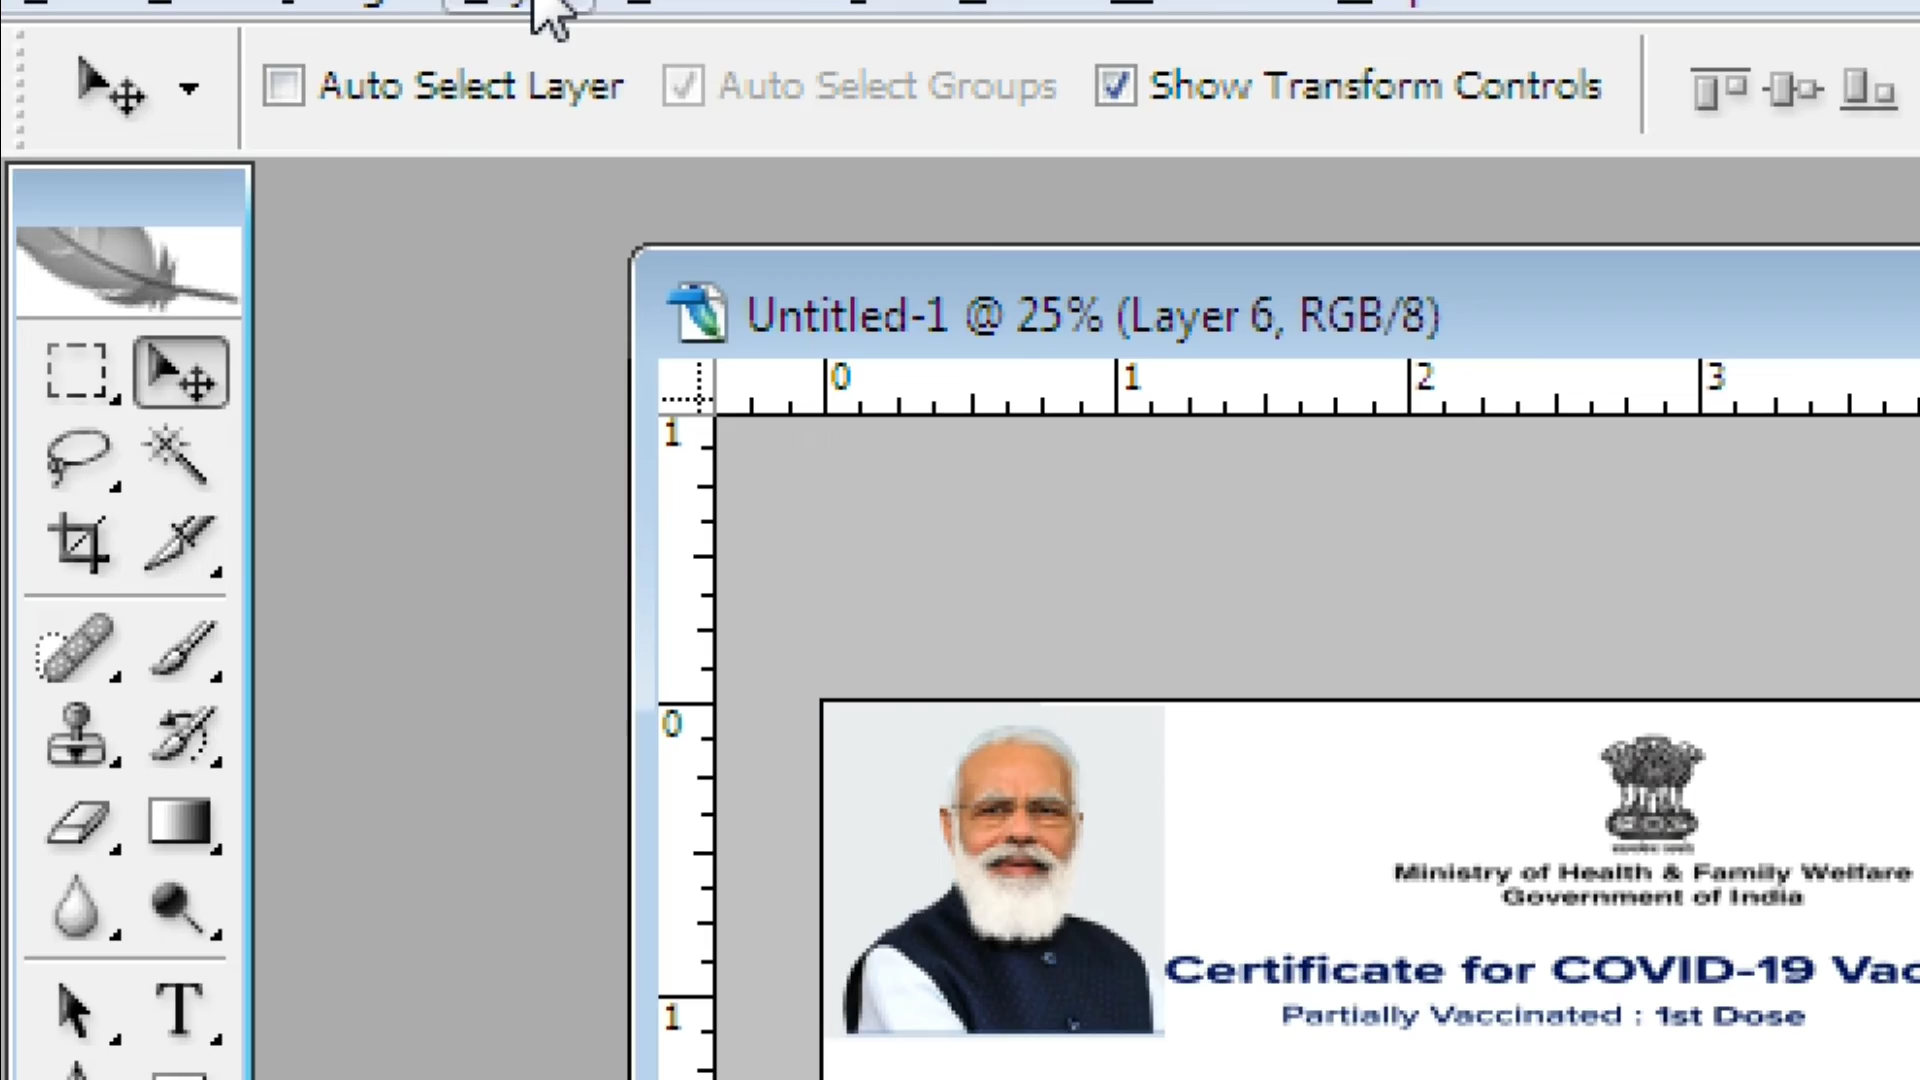 Auto Select Layer Auto Select Groups Show Transform Controls
Untitled-1 @ 25% (Layer 6, RGB/8)
0 1 2 3
1
0
Ministry of Health & Family Welfare
Government of India
Certificate for COVID-19 Vac
Partially Vaccinated : 1st Dose
1
T